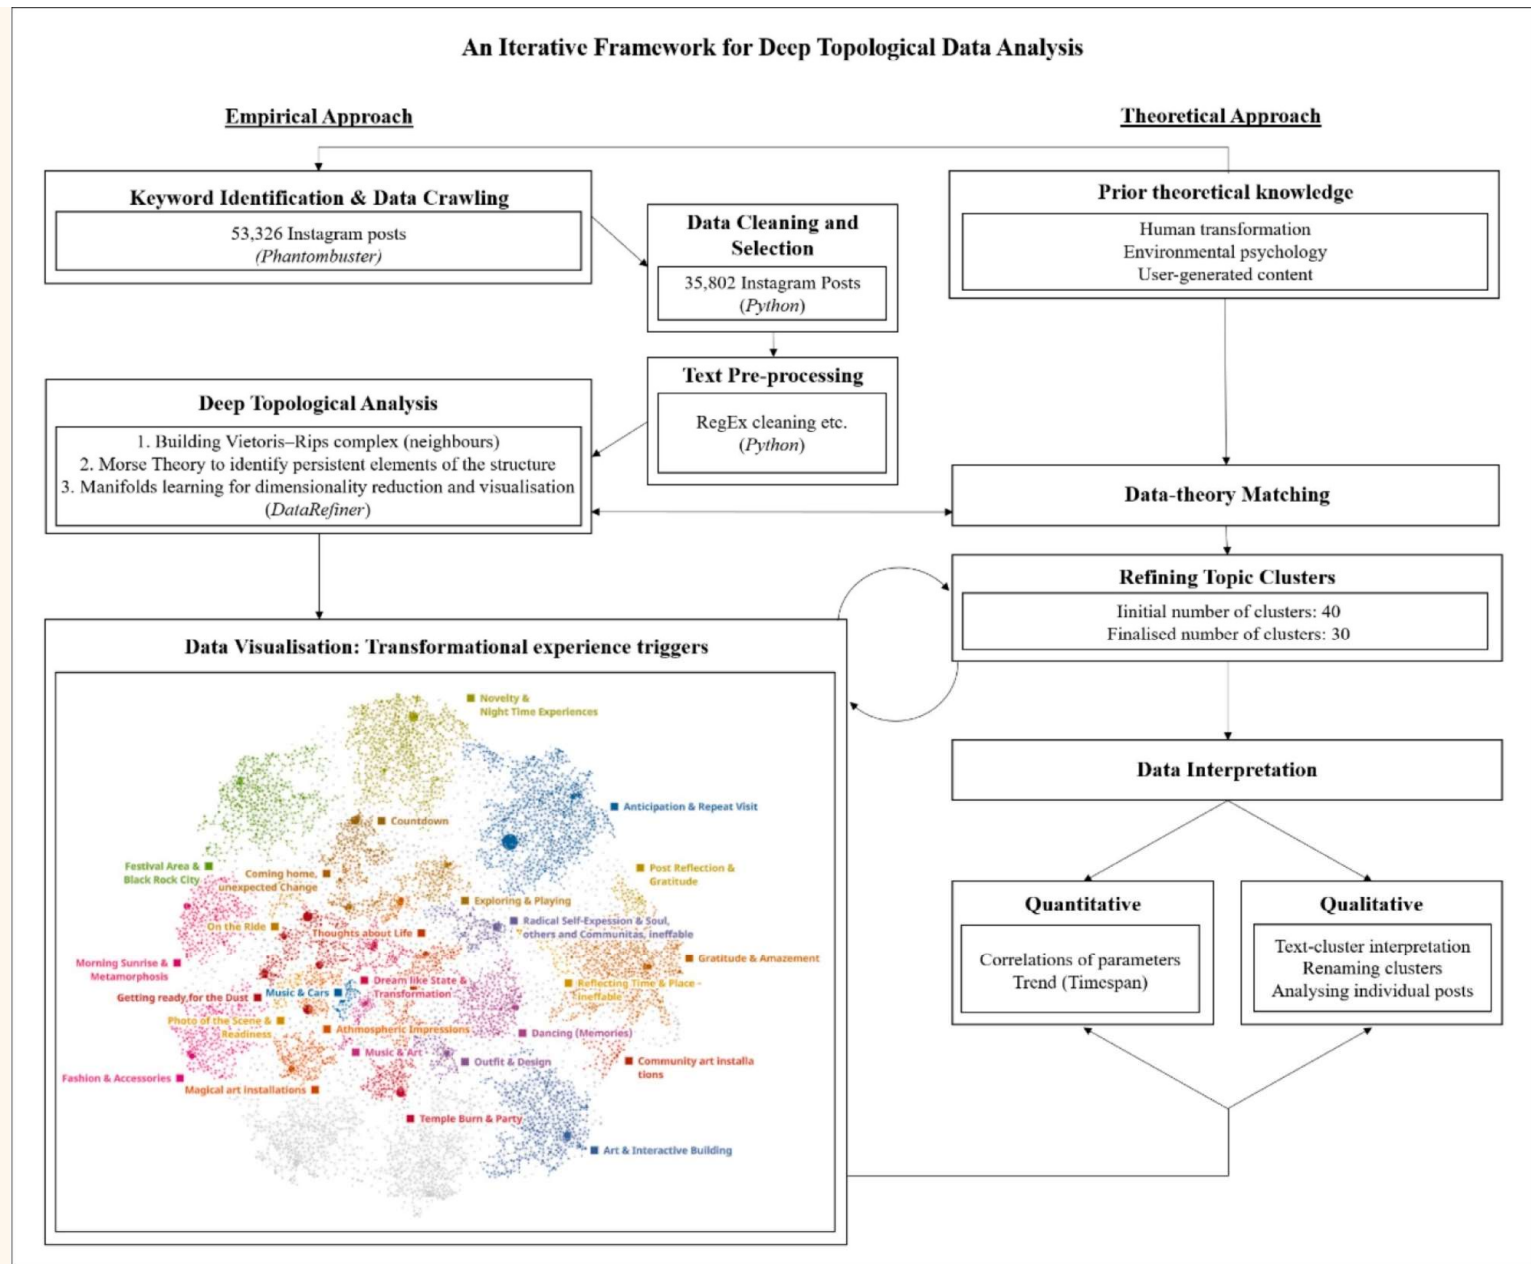 An Iterative Framework for Deep Topological Data Analysis
Empirical Approach
Theoretical Approach
Keyword Identification & Data Crawling
53,326 Instagram posts
(Phantombuster)
Data Cleaning and
Selection
35,802 Instagram Posts
(Python)
Prior theoretical knowledge
Human transformation
Environmental psychology
User-generated content
Text Pre-processing
RegEx cleaning etc.
(Python)
Deep Topological Analysis
1. Building Vietoris–Rips complex (neighbours)
2. Morse Theory to identify persistent elements of the structure
3. Manifolds learning for dimensionality reduction and visualisation
(DataRefiner)
Data-theory Matching
Refining Topic Clusters
Iinitial number of clusters: 40
Finalised number of clusters: 30
Data Visualisation: Transformational experience triggers
Novelty &
Night Time Experiences
Anticipation & Repeat Visit
Countdown
Festival Area &
Black Rock City
Coming home,
unexpected Change
Post Reflection &
Gratitude
Exploring & Playing
On the Ride
Thoughts about Life
Radical Self-Expession & Soul,
others and Communitas, ineffable
Morning Sunrise &
Metamorphosis
Gratitude & Amazement
Getting ready for the Dust
Music & Cars
Dream like State &
Transformation
Reflecting Time & Place -
ineffable
Photo of the Scene &
Readiness
Athmospheric Impressions
Dancing (Memories)
Music & Art
Outfit & Design
Community art installa
tions
Fashion & Accessories
Magical art installations
Temple Burn & Party
Art & Interactive Building
Data Interpretation
Quantitative
Correlations of parameters
Trend (Timespan)
Qualitative
Text-cluster interpretation
Renaming clusters
Analysing individual posts